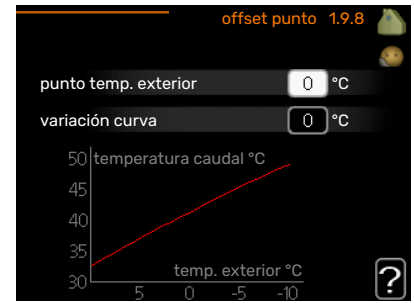 offset punto 1.9.8
punto temp. exterior 0 °C
variación curva 0 °C
50 temperatura caudal °C
45
40
35
30
temp. exterior °C
5 0 -5 -10
?